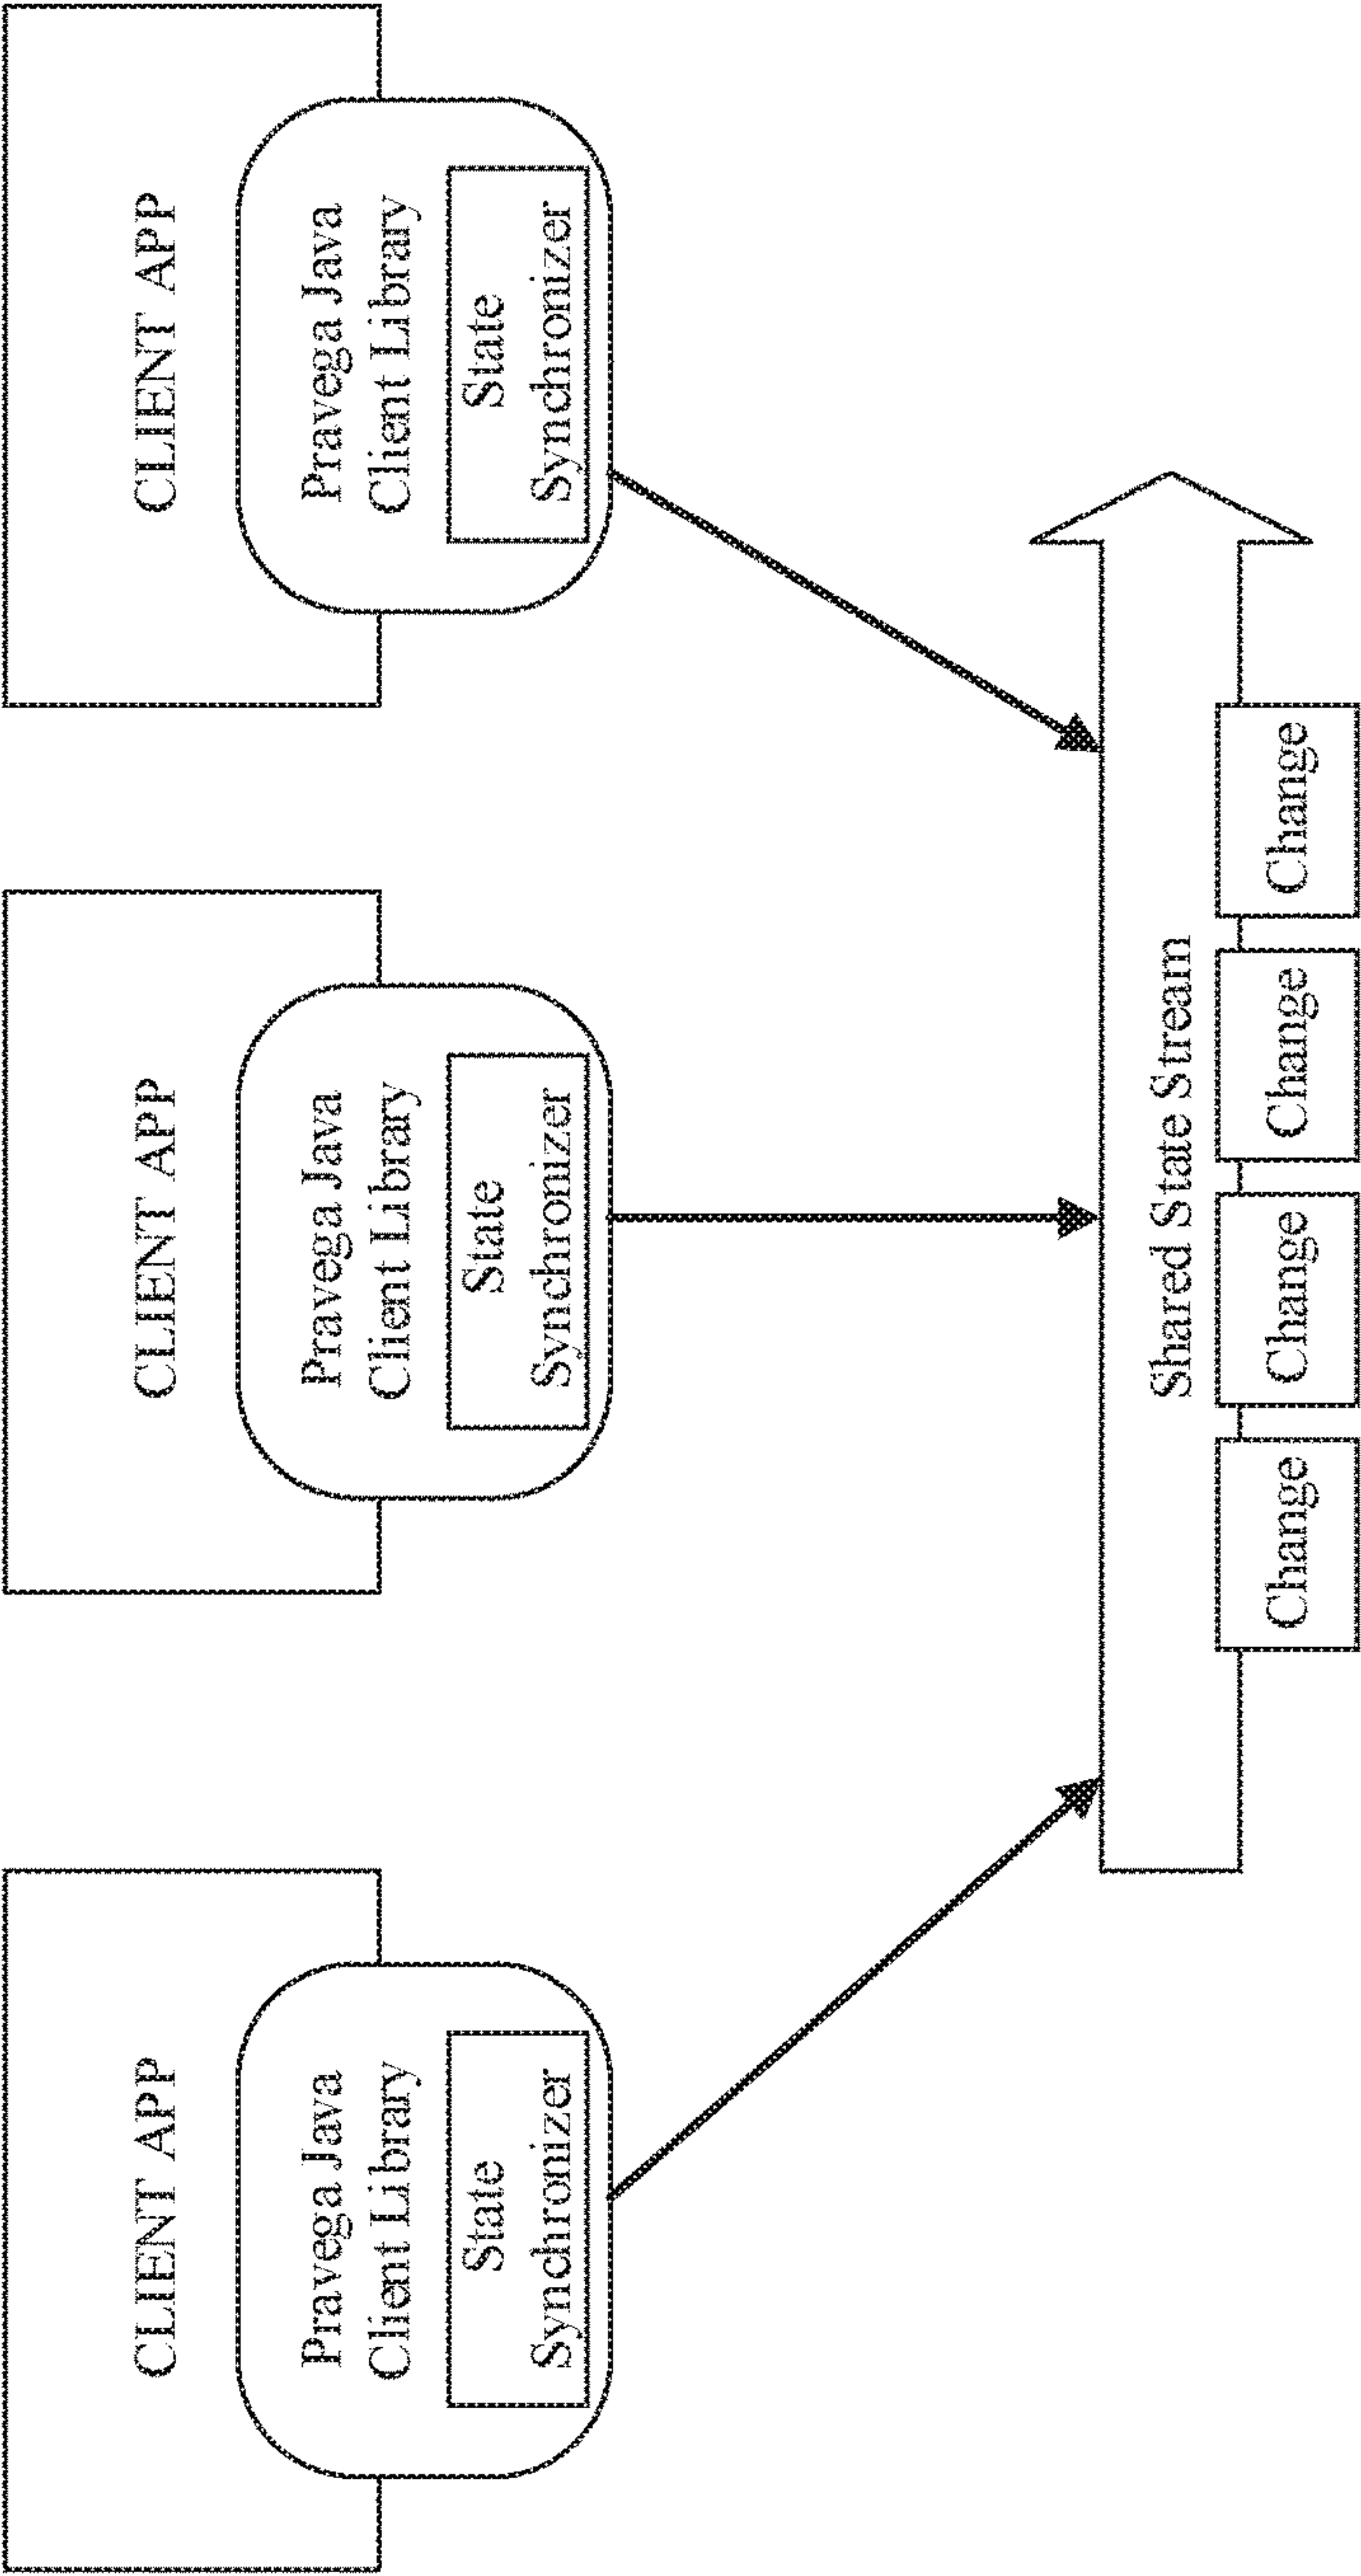 CLIENT APP
Pravega Java
Client Library
State
Synchronizer
CLIENT APP
Pravega Java
Client Library
State
Synchronizer
CLIENT APP
Pravega Java
Client Library
State
Synchronizer
Shared State Stream
Change
Change
Change
Change